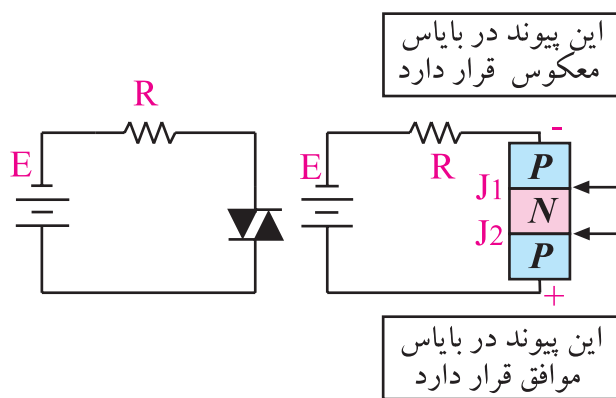 این پیوند در بایاس
معکوس قرار دارد
R
E
E
R
-
P
J1
N
J2
P
+
این پیوند در بایاس
موافق قرار دارد